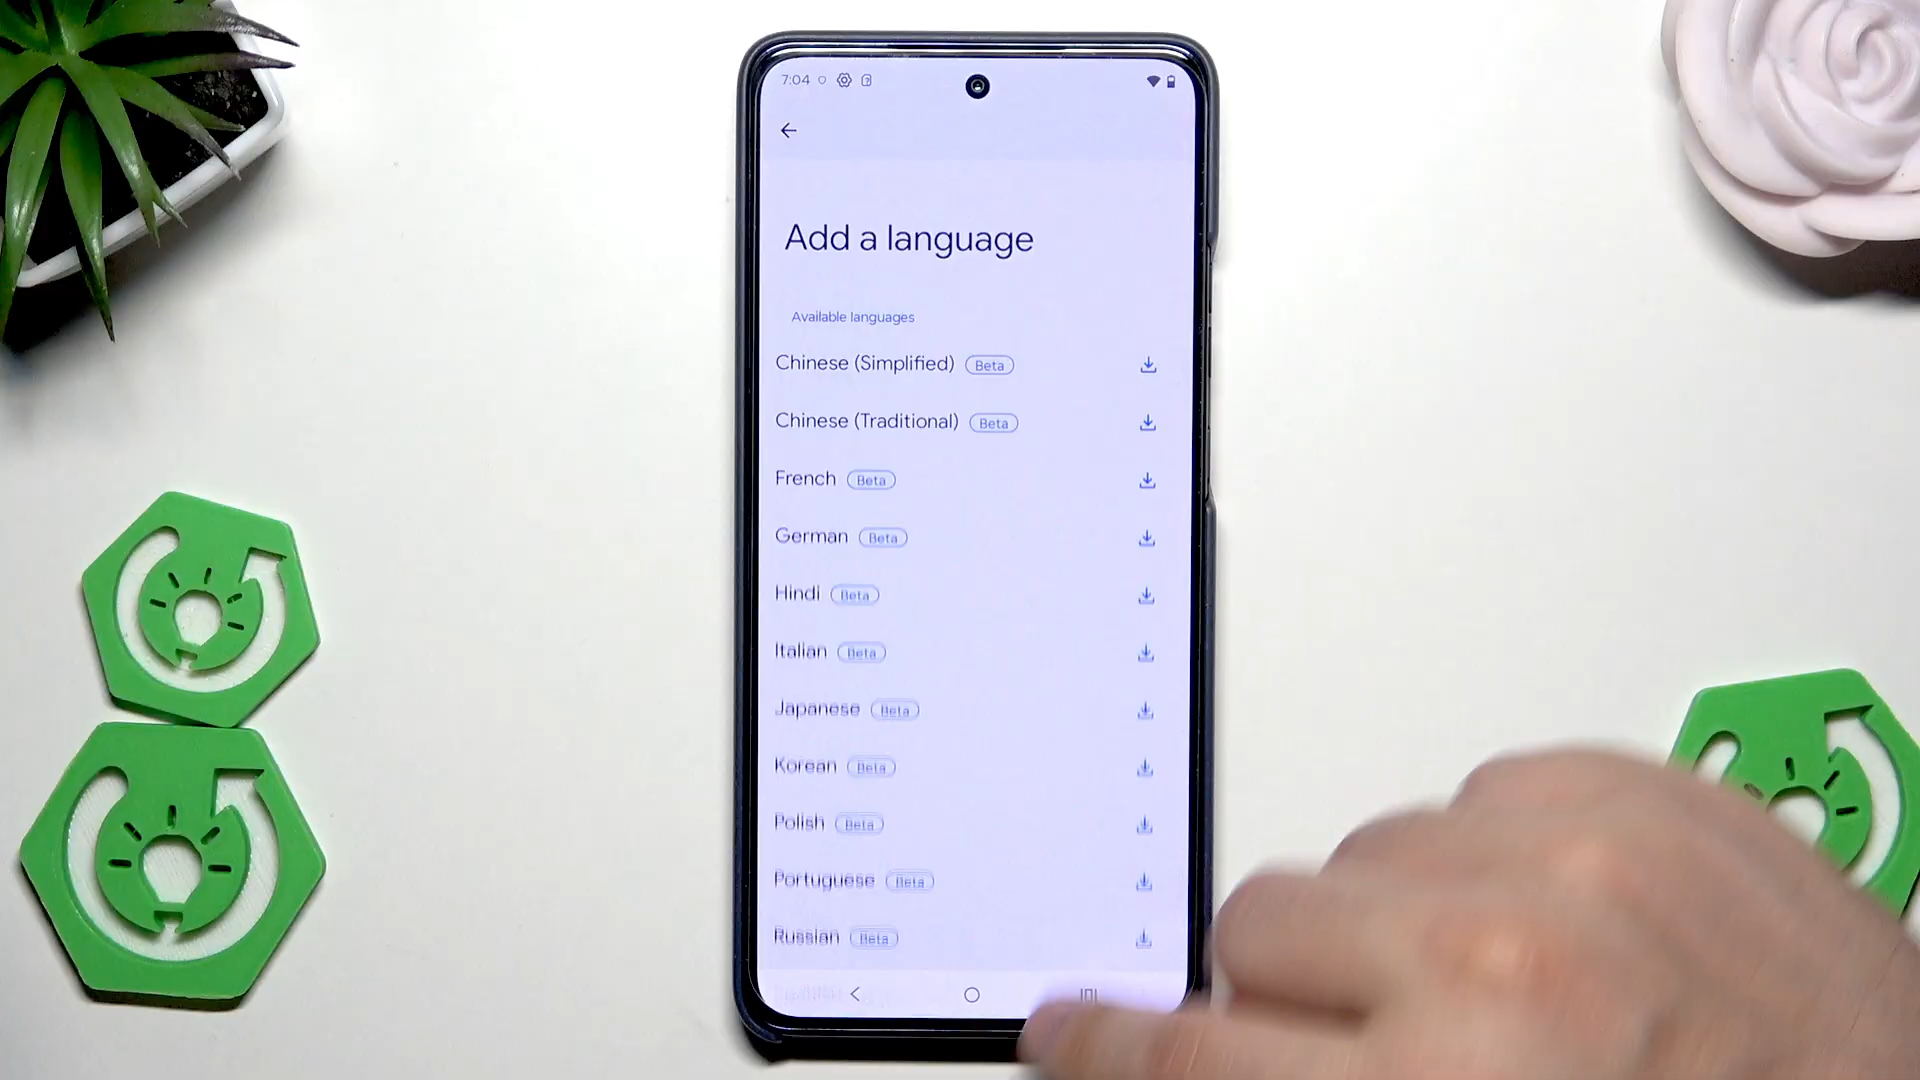 7:04
Add a language
Available languages
Chinese (Simplified) Beta
Chinese (Traditional) Beta
French Beta
German Beta
Hindi Beta
Italian Beta
Japanese Beta
Korean Beta
Polish Beta
Portuguese Beta
Russian Beta